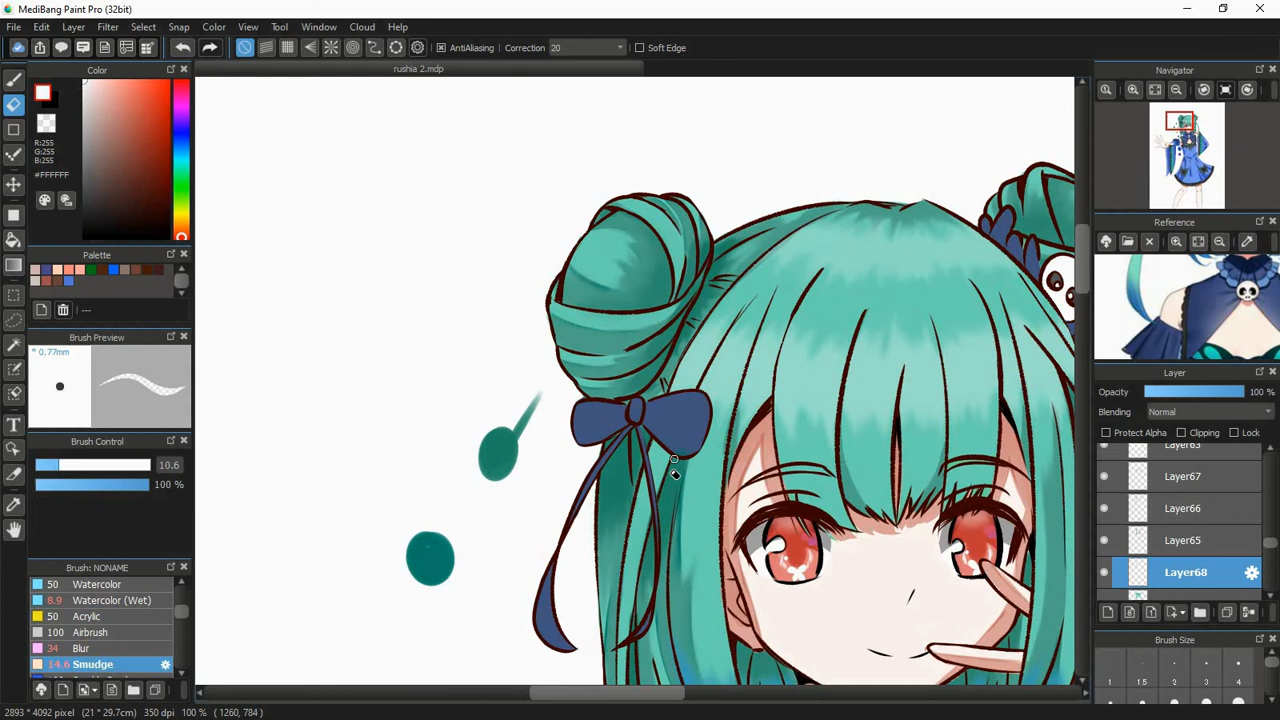 MediBang Paint Pro (32bit)
File Edit Layer Filter Select Snap Color View Tool Window Cloud Help
AntiAliasing Correction 20 Soft Edge
Color
rushia 2.mdp
Navigator
R:255
G:255
B:255
#FFFFFF
Reference
Palette
---
Brush Preview
* 0.77mm
Layer
Opacity 100 %
Blending Normal
Protect Alpha Clipping Lock
Brush Control
Layer63
10.6
Layer67
100 %
Layer66
Layer65
Brush: NONAME
Layer68
50 Watercolor
8.9 Watercolor (Wet)
50 Acrylic
100 Airbrush
34 Blur
14.6 Smudge
Brush Size
1 1.5 2 3 4
2893 * 4092 pixel (21 * 29.7cm) 350 dpi 100 % ( 1260, 784 )